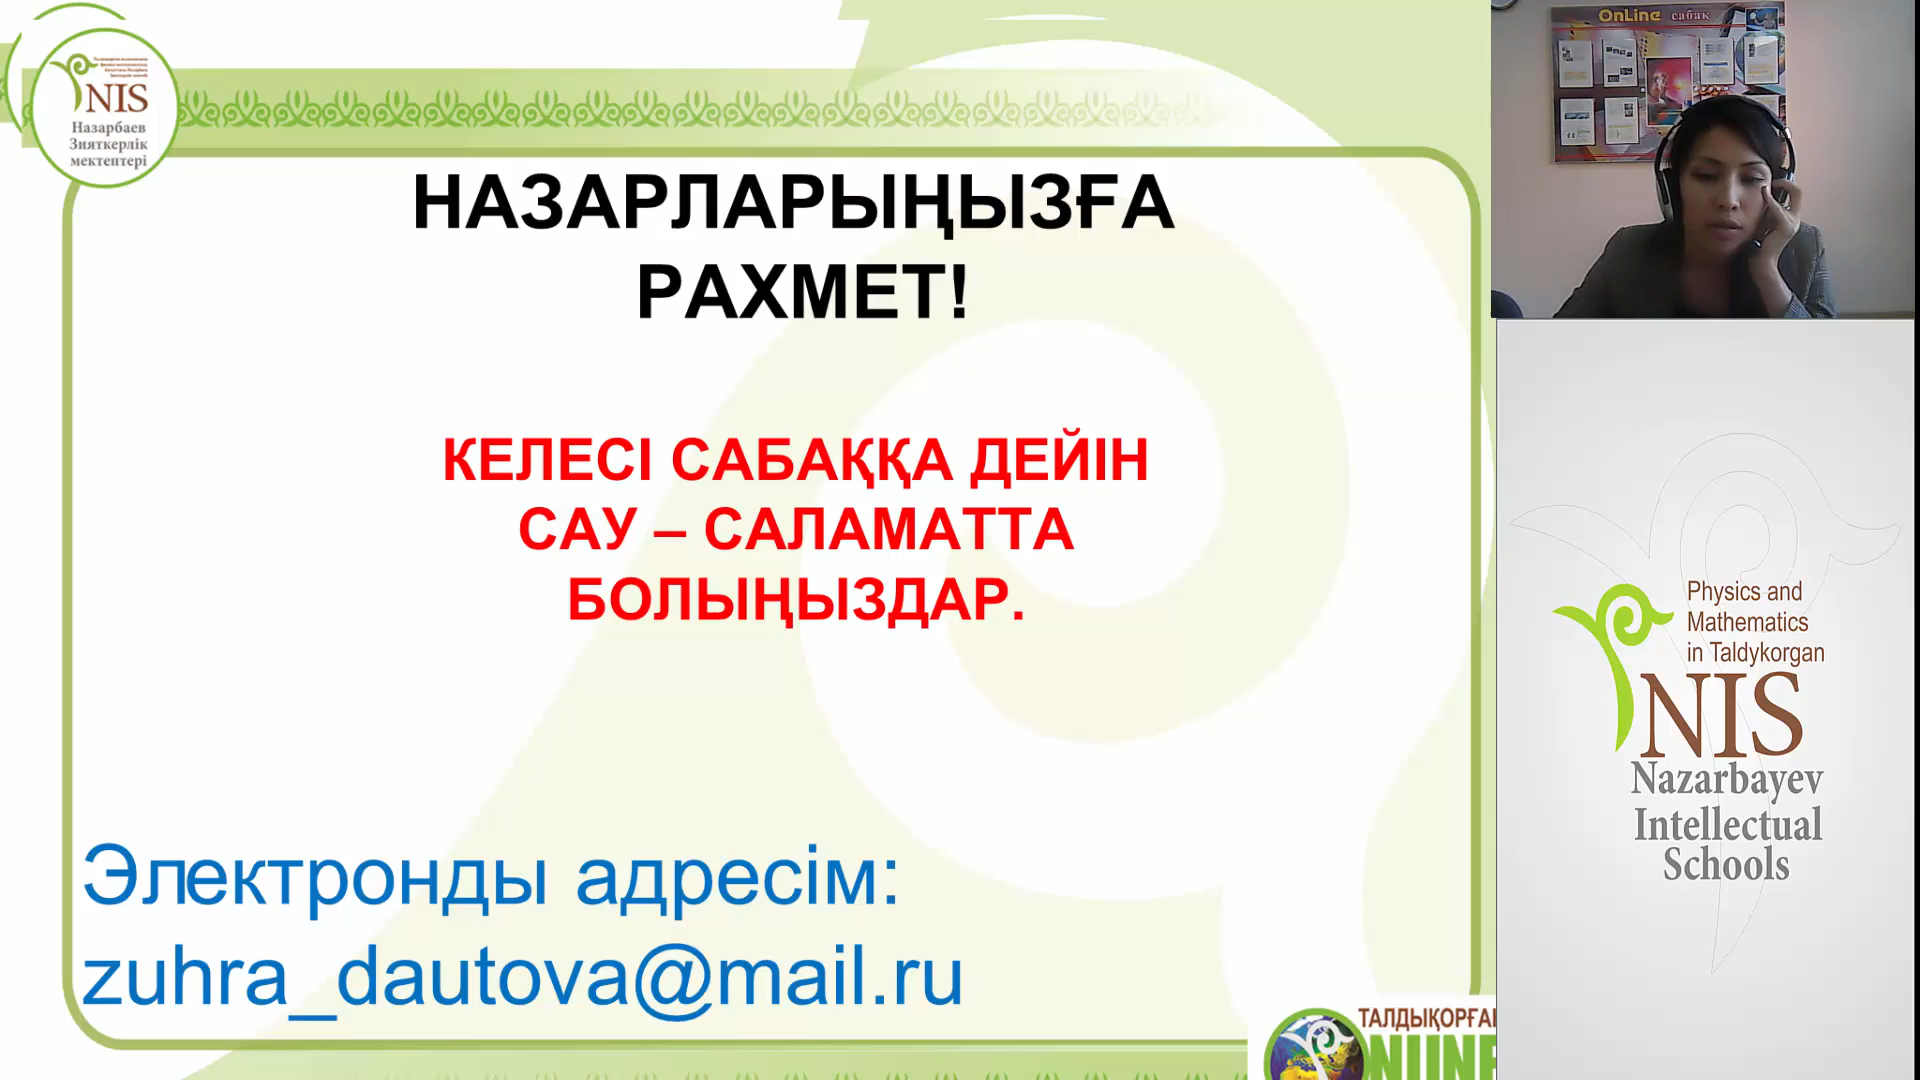 NIS
Назарбаев
Зияткерлік
мектептері
НАЗАРЛАРЫҢЫЗҒА
РАХМЕТ!
КЕЛЕСІ САБАҚҚА ДЕЙІН
САУ – САЛАМАТТА
БОЛЫҢЫЗДАР.
Электронды адресім:
zuhra_dautova@mail.ru
ТАЛДЫҚОРҒА
OnLine сабақ
Physics and
Mathematics
in Taldykorgan
NIS
Nazarbayev
Intellectual
Schools